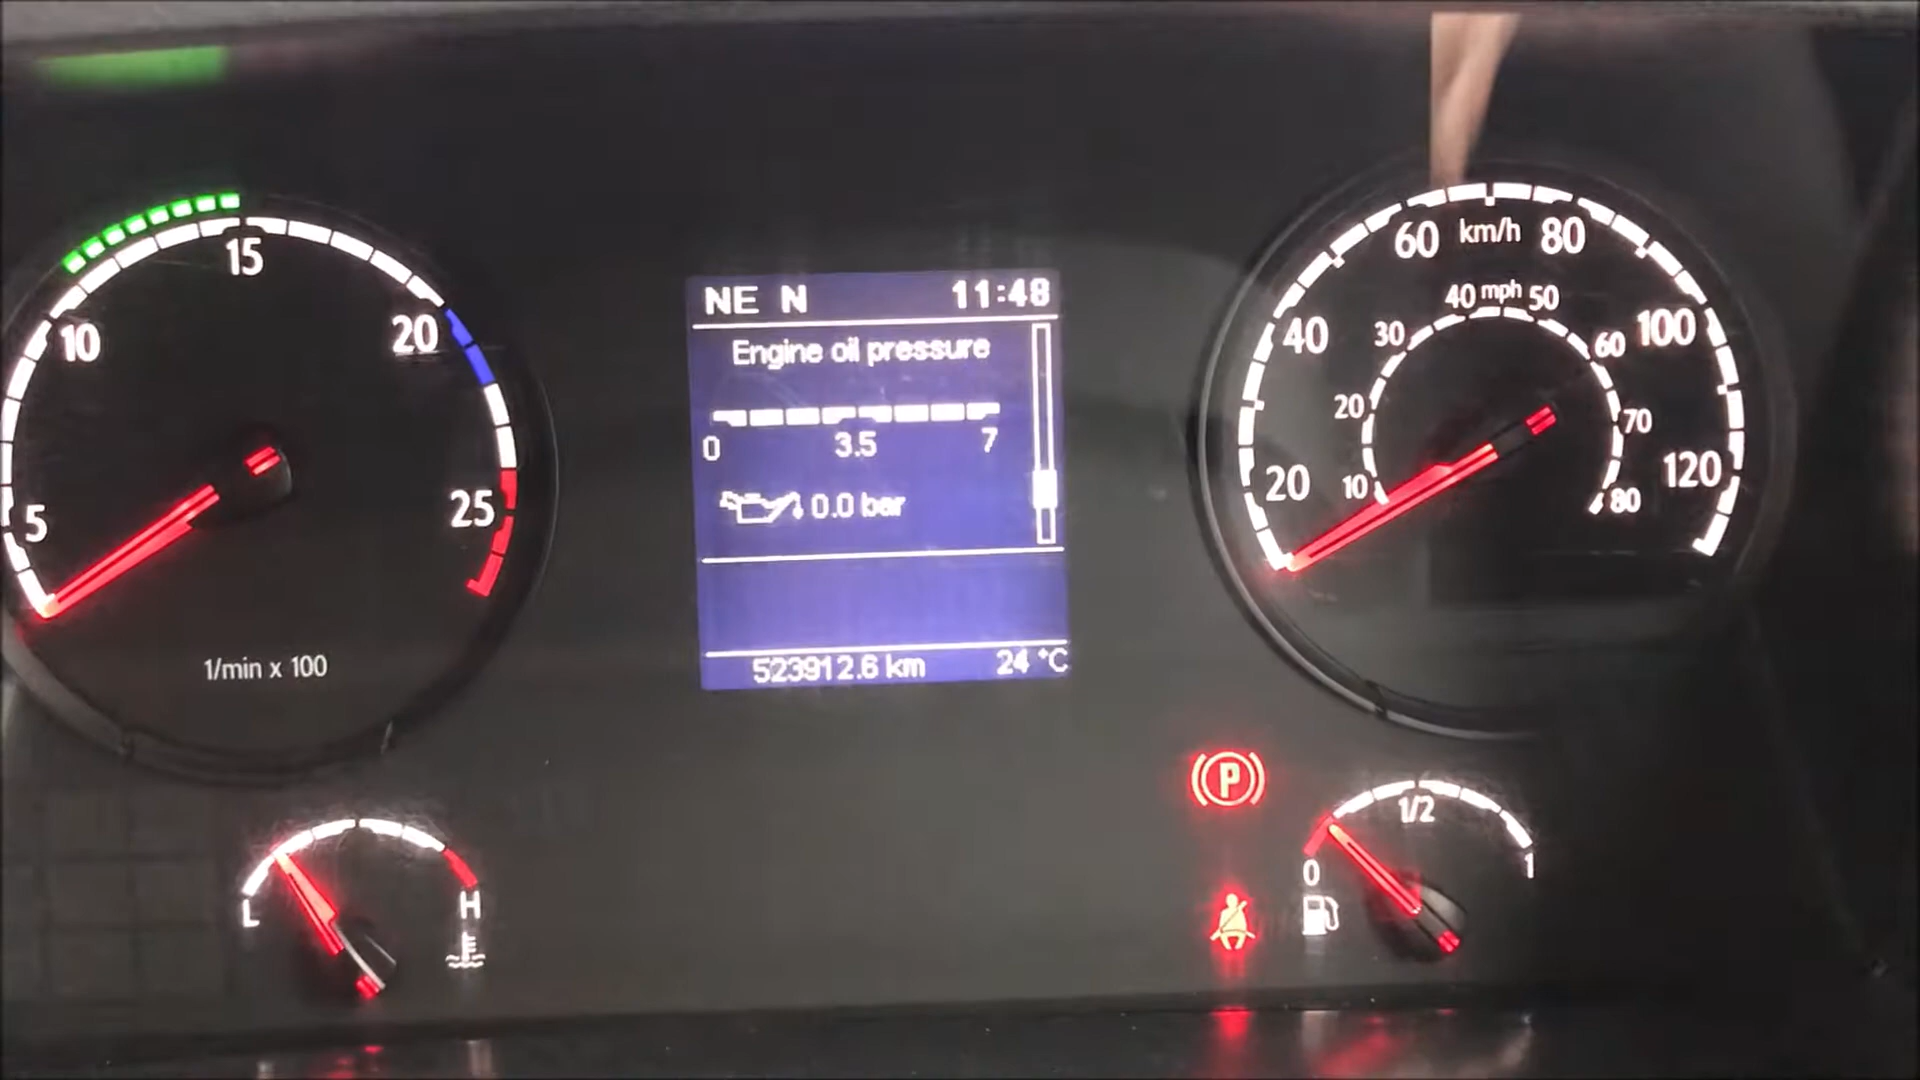 NE N 11:48
Engine oil pressure
0 3.5 7
0.0 bar
523912.6 km 24 °C
5 10 15 20 25
1/min x 100
20 40 60 km/h 80 100 120
10 20 30 40 mph 50 60 70 80
L H
P
0 1/2 1